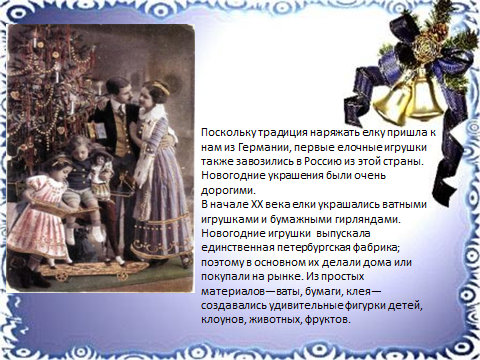 Поскольку традиция наряжать елку пришла к
нам из Германии, первые елочные игрушки
также завозились в Россию из этой страны.
Новогодние украшения были очень
дорогими.
В начале XX века елки украшались ватными
игрушками и бумажными гирляндами.
Новогодние игрушки выпускала
единственная петербургская фабрика;
поэтому в основном их делали дома или
покупали на рынке. Из простых
материалов—ваты, бумаги, клея—
создавались удивительные фигурки детей,
клоунов, животных, фруктов.